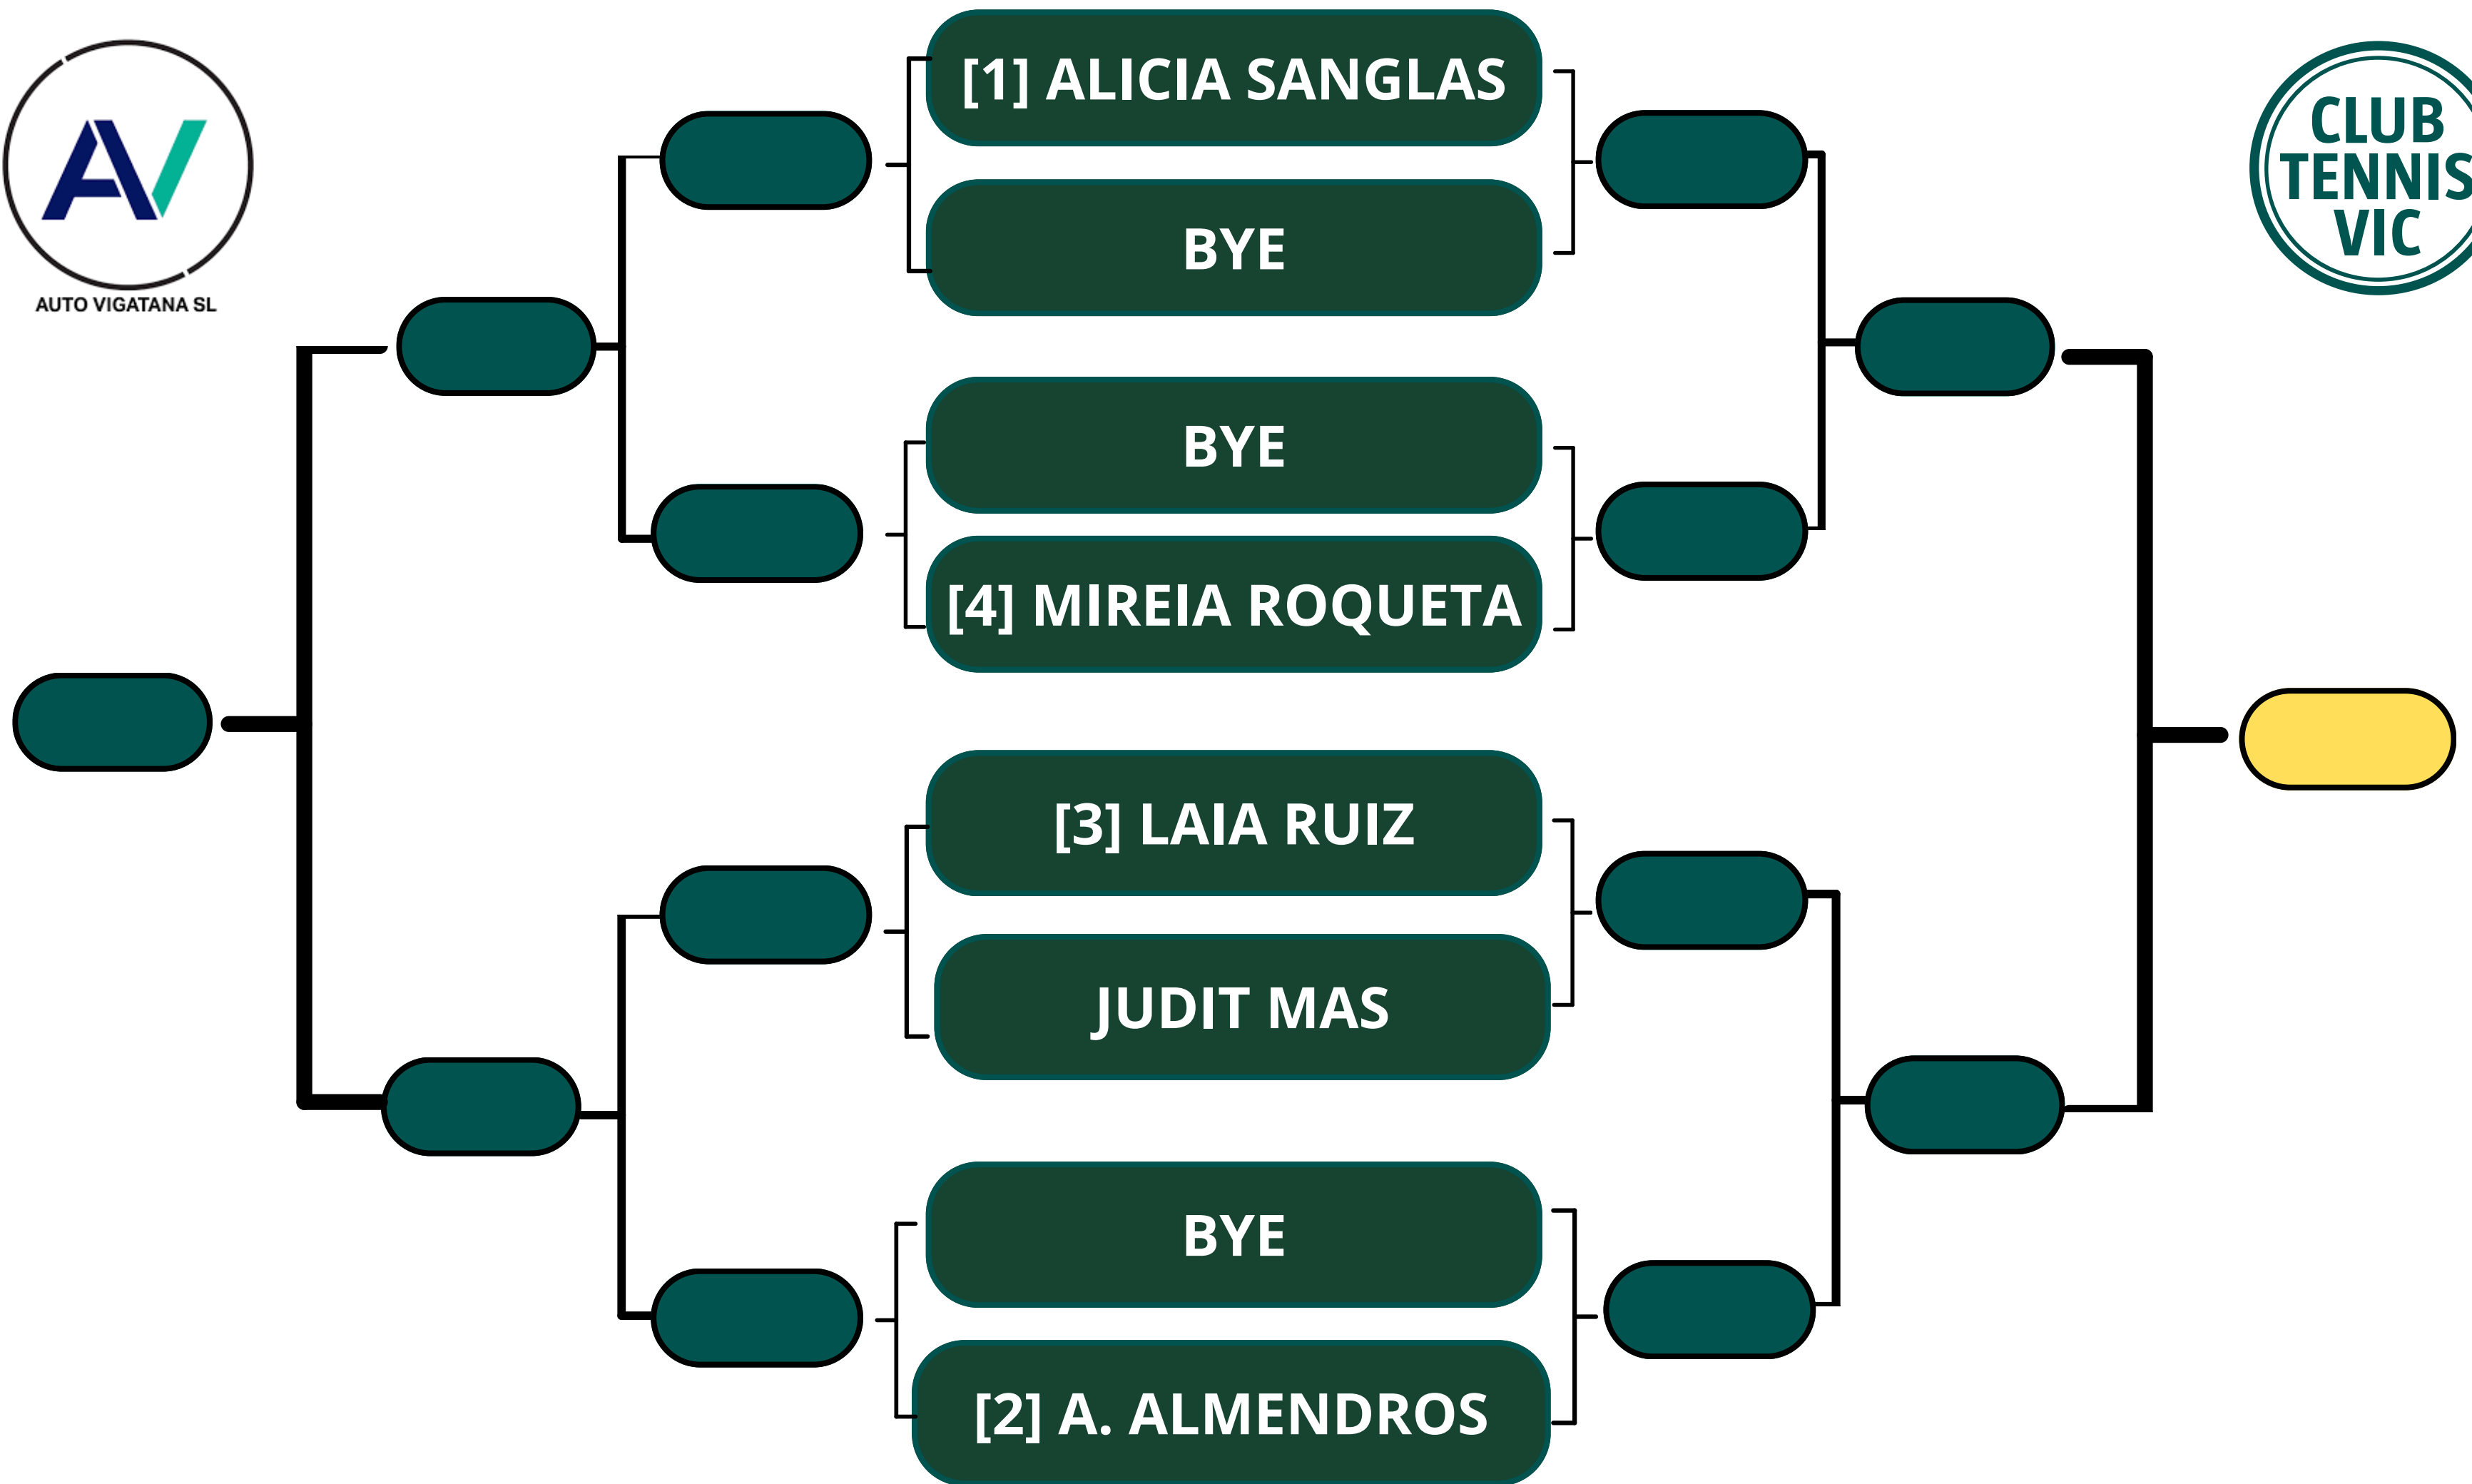 AV
AUTO VIGATANA SL
[1] ALICIA SANGLAS
BYE
BYE
[4] MIREIA ROQUETA
[3] LAIA RUIZ
JUDIT MAS
BYE
[2] A. ALMENDROS
CLUB
TENNIS
VIC